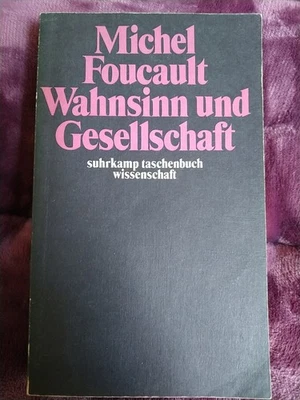 Michel
Foucault
Wahnsinn und
Gesellschaft
suhrkamp taschenbuch
wissenschaft